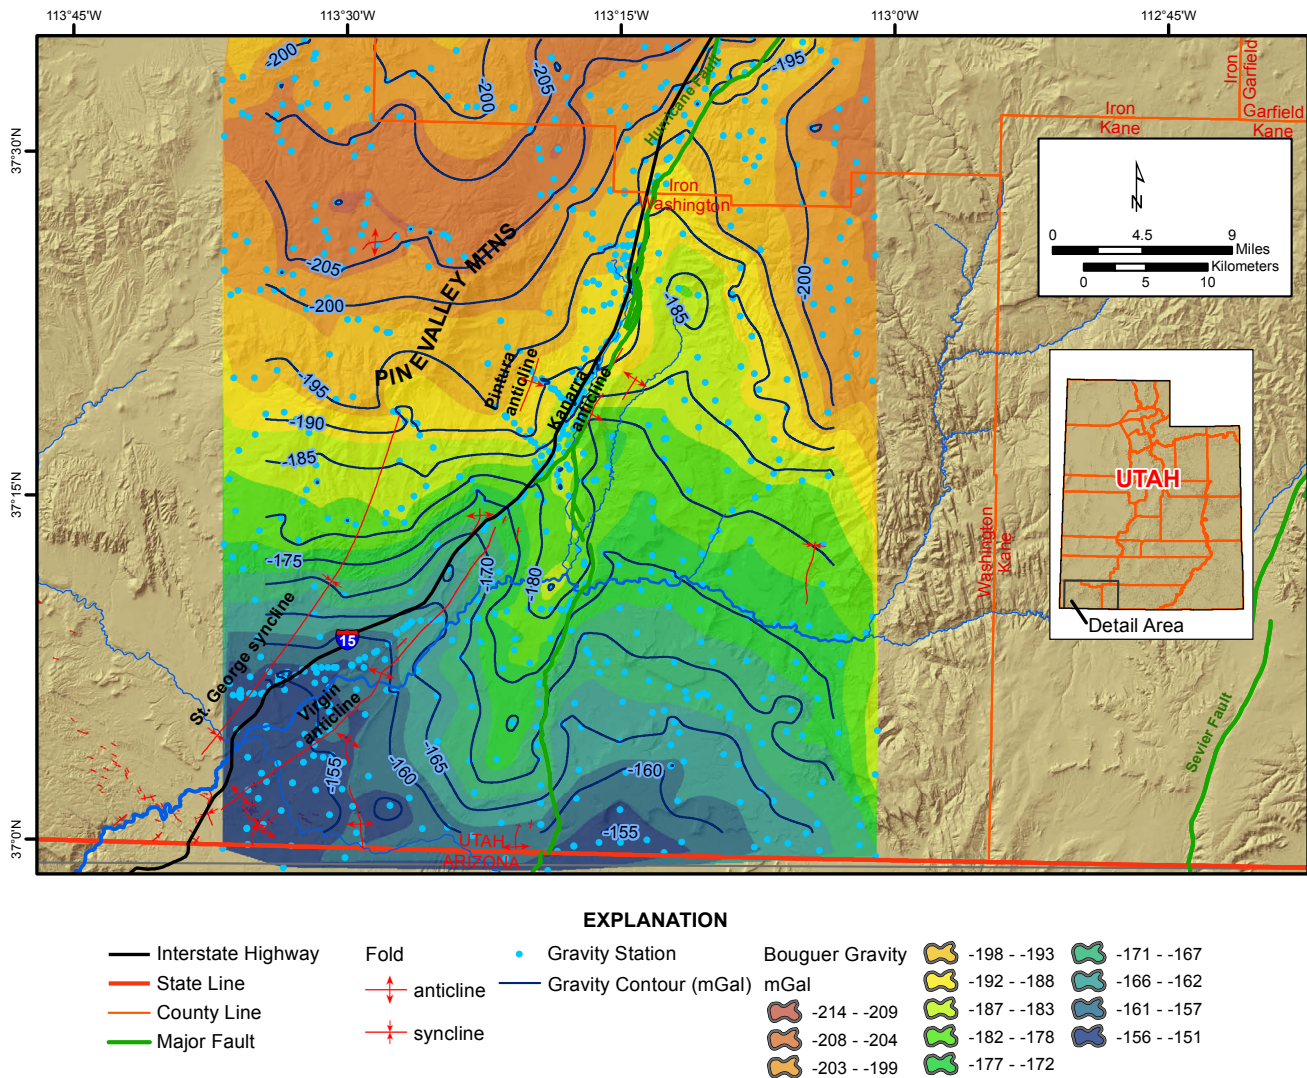 113°45'W
113°30'W
113°15'W
113°0'W
112°45'W
37°30'N
37°15'N
37°0'N
-200
-200
-205
-195
Hurricane Fault
Iron
Garfield
Iron
Kane
Garfield
Kane
Iron
Washington
N
0
4.5
9
Miles
Kilometers
0
5
10
-205
-200
PINE VALLEY MTNS
-200
-185
-195
-190
-185
Pintura
anticline
Kanarra
anticline
UTAH
Detail Area
Washington
Kane
-175
-170
-180
15
St. George syncline
Virgin
anticline
-155
-160
-165
-160
-155
Sevier Fault
UTAH
ARIZONA
EXPLANATION
Interstate Highway
State Line
County Line
Major Fault
Fold
anticline
syncline
Gravity Station
Gravity Contour (mGal)
Bouguer Gravity
mGal
-214 - -209
-208 - -204
-203 - -199
-198 - -193
-192 - -188
-187 - -183
-182 - -178
-177 - -172
-171 - -167
-166 - -162
-161 - -157
-156 - -151